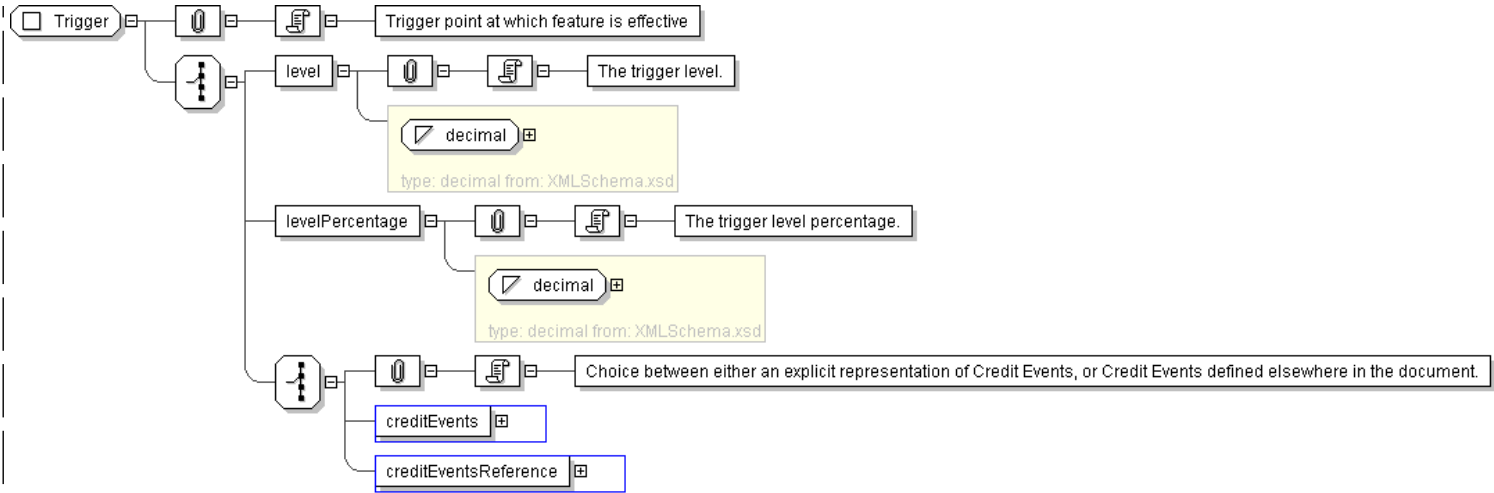 Trigger
Trigger point at which feature is effective
level
The trigger level.
decimal
type: decimal from: XMLSchema.xsd
levelPercentage
The trigger level percentage.
decimal
type: decimal from: XMLSchema.xsd
Choice between either an explicit representation of Credit Events, or Credit Events defined elsewhere in the document.
creditEvents
creditEventsReference